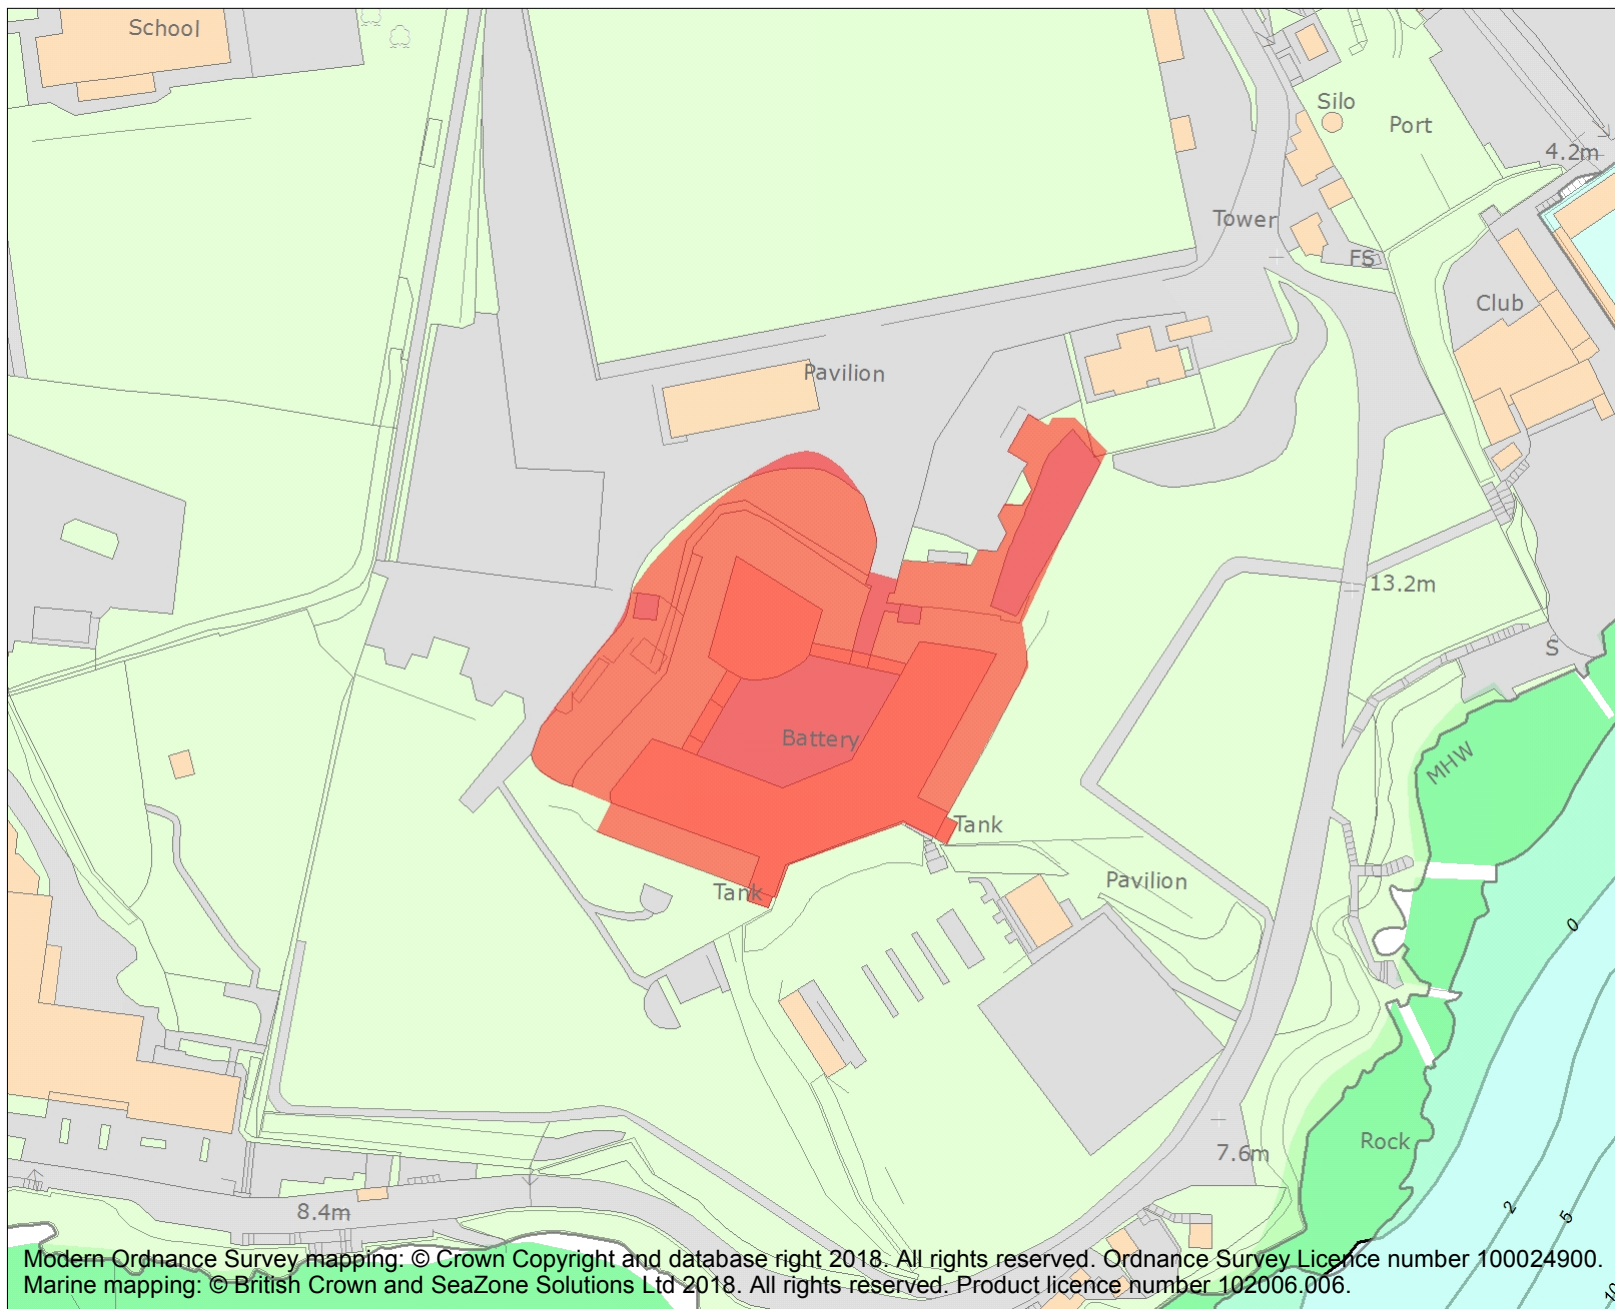 School
Silo
Port
4.2m
Tower
FS
Club
Pavilion
13.2m
S
Battery
MHW
Tank
Pavilion
Tank
0
Rock
7.6m
2
5
8.4m
Modern Ordnance Survey mapping: © Crown Copyright and database right 2018. All rights reserved. Ordnance Survey Licence number 100024900.
Marine mapping: © British Crown and SeaZone Solutions Ltd 2018. All rights reserved. Product licence number 102006.006.